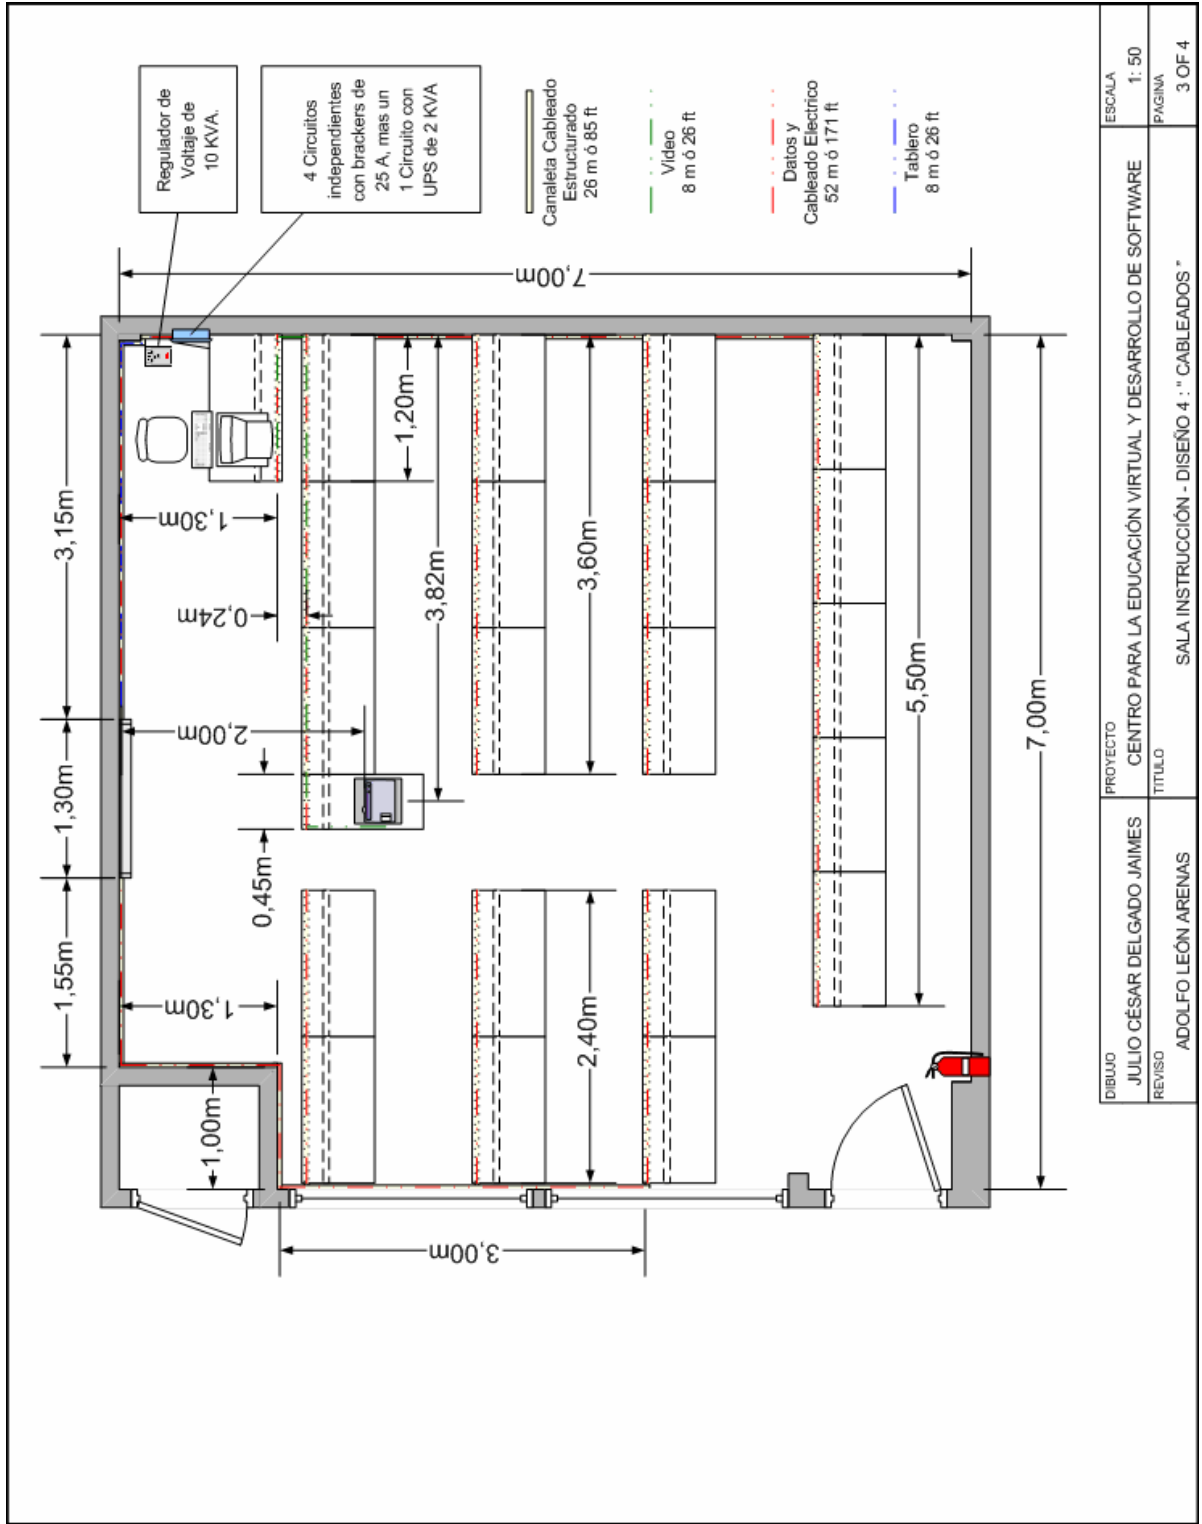 Regulador de
Voltaje de
10 KVA.
4 Circuitos
independientes
con brackers de
25 A, mas un
1 Circuito con
UPS de 2 KVA
Canaleta Cableado
Estructurado
26 m ó 85 ft
Video
8 m ó 26 ft
Datos y
Cableado Electrico
52 m ó 171 ft
Tablero
8 m ó 26 ft
7,00m
3,15m
1,30m
1,55m
1,30m
0,24m
2,00m
0,45m
1,30m
1,00m
1,20m
3,82m
3,60m
2,40m
5,50m
7,00m
3,00m
DIBUJO
JULIO CÉSAR DELGADO JAIMES
REVISO
ADOLFO LEÓN ARENAS
PROYECTO
CENTRO PARA LA EDUCACIÓN VIRTUAL Y DESARROLLO DE SOFTWARE
TITULO
SALA INSTRUCCIÓN - DISEÑO 4 : " CABLEADOS "
ESCALA
1: 50
PAGINA
3 OF 4